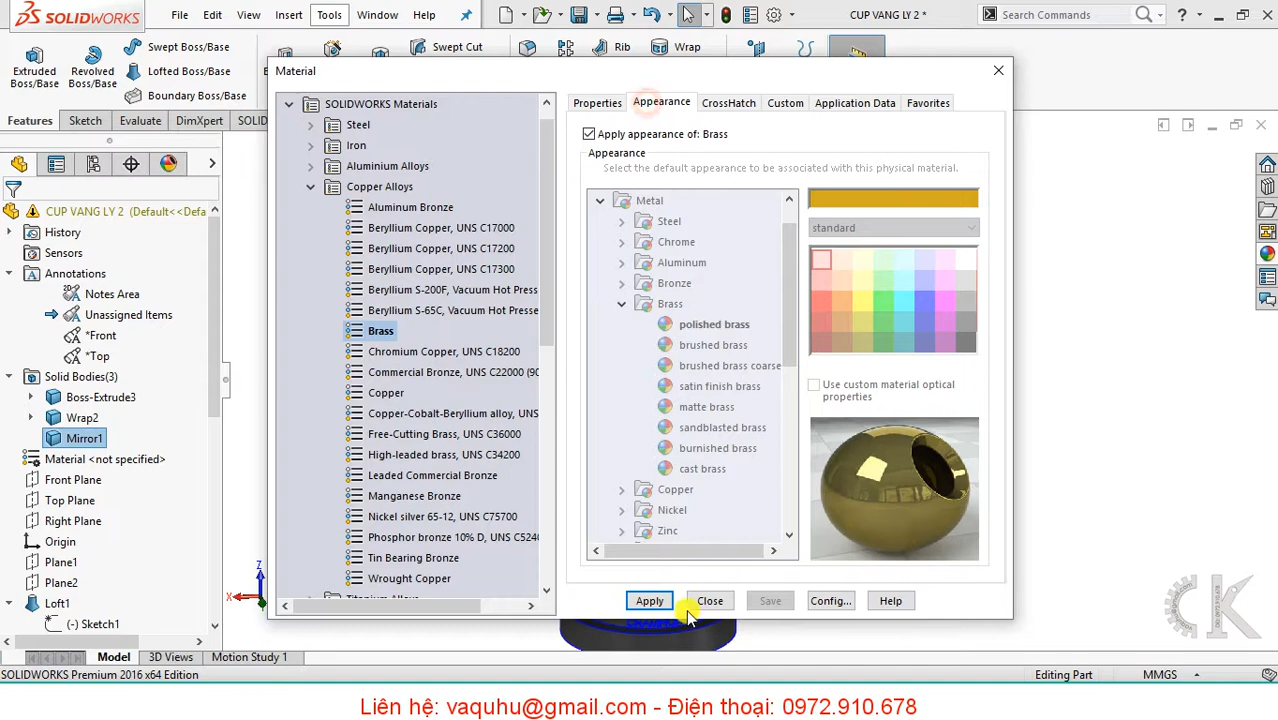 SOLIDWORKS File Edit View Insert Tools Window Help CUP VANG LY 2 * Search Commands ?
Extruded Boss/Base
Revolved Boss/Base
Swept Boss/Base
Lofted Boss/Base
Boundary Boss/Base
Swept Cut
Rib
Wrap
Features Sketch Evaluate DimXpert SOLID
CUP VANG LY 2 (Default<<Defa
History
Sensors
Annotations
Notes Area
Unassigned Items
*Front
*Top
Solid Bodies(3)
Boss-Extrude3
Wrap2
Mirror1
Material <not specified>
Front Plane
Top Plane
Right Plane
Origin
Plane1
Plane2
Loft1
(-) Sketch1
Material
SOLIDWORKS Materials
Steel
Iron
Aluminium Alloys
Copper Alloys
Aluminum Bronze
Beryllium Copper, UNS C17000
Beryllium Copper, UNS C17200
Beryllium Copper, UNS C17300
Beryllium S-200F, Vacuum Hot Press
Beryllium S-65C, Vacuum Hot Presse
Brass
Chromium Copper, UNS C18200
Commercial Bronze, UNS C22000 (90
Copper
Copper-Cobalt-Beryllium alloy, UNS
Free-Cutting Brass, UNS C36000
High-leaded brass, UNS C34200
Leaded Commercial Bronze
Manganese Bronze
Nickel silver 65-12, UNS C75700
Phosphor bronze 10% D, UNS C5240
Tin Bearing Bronze
Wrought Copper
Properties Appearance CrossHatch Custom Application Data Favorites
Apply appearance of: Brass
Appearance
Select the default appearance to be associated with this physical material.
Metal
Steel
Chrome
Aluminum
Bronze
Brass
polished brass
brushed brass
brushed brass coarse
satin finish brass
matte brass
sandblasted brass
burnished brass
cast brass
Copper
Nickel
Zinc
standard
Use custom material optical
properties
Apply Close Save Config... Help
Z
X
Model 3D Views Motion Study 1
SOLIDWORKS Premium 2016 x64 Edition Editing Part MMGS
Liên hệ: vaquhu@gmail.com - Điện thoại: 0972.910.678